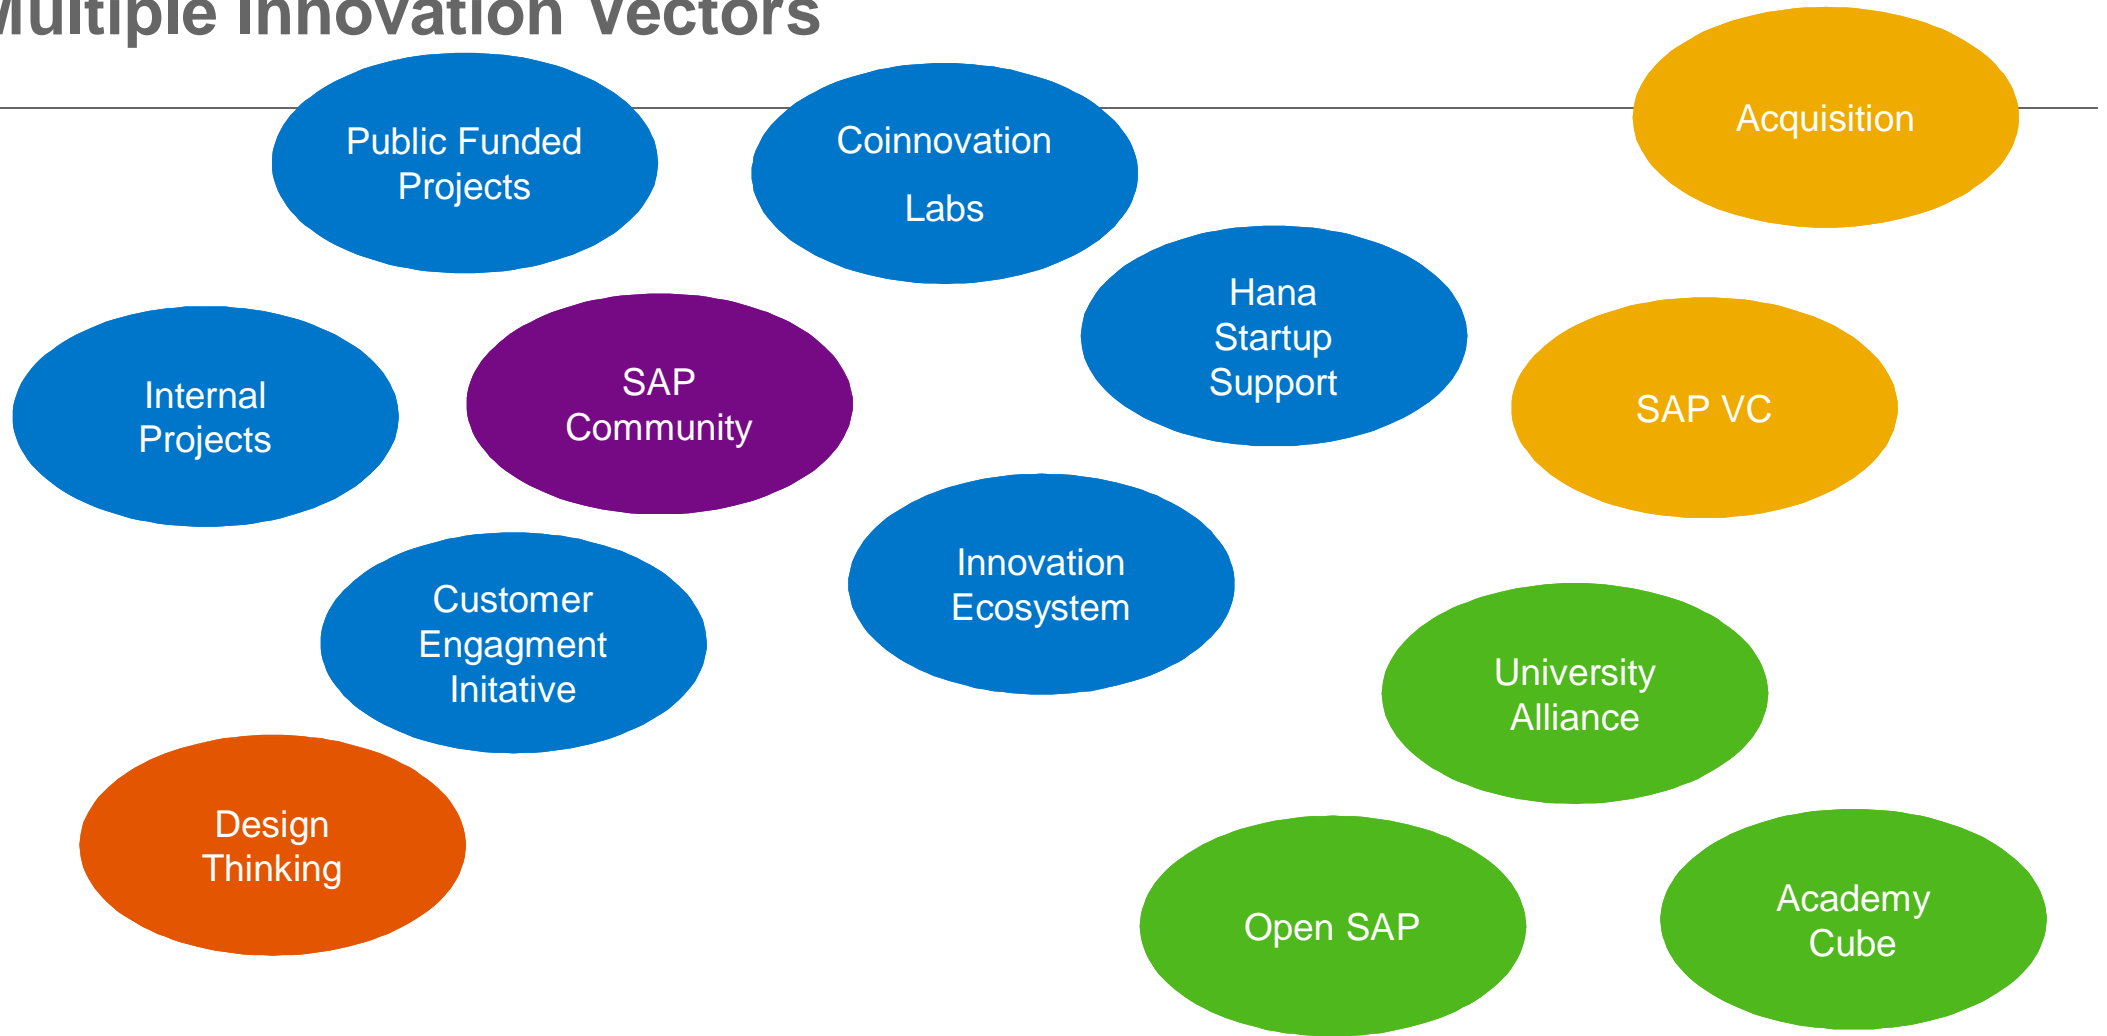 Multiple Innovation Vectors
Acquisition
Public Funded
Projects
Coinnovation
Labs
Hana
Startup
Support
Internal
Projects
SAP
Community
SAP VC
Innovation
Ecosystem
Customer
Engagment
Initative
University
Alliance
Design
Thinking
Open SAP
Academy
Cube